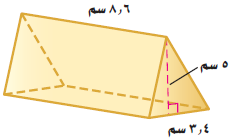 ٨,٦ سم
٥ سم
٣,٤ سم